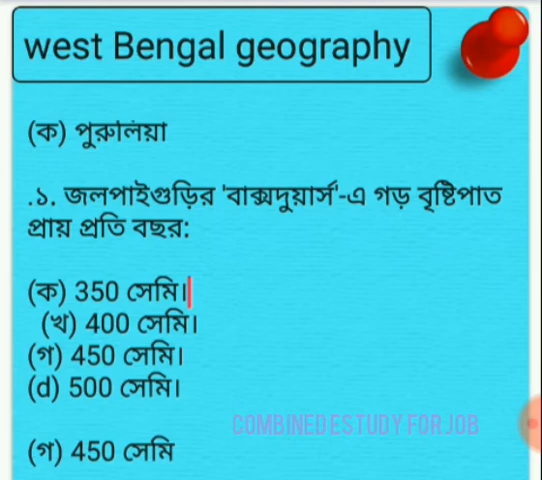 west Bengal geography
(ক) পুরুলিয়া
.১. জলপাইগুড়ির 'বাক্সদুয়ার্স'-এ গড় বৃষ্টিপাত
প্রায় প্রতি বছর:
(ক) 350 সেমি।
(খ) 400 সেমি।
(গ) 450 সেমি।
(d) 500 সেমি।
COMBINED STUDY FOR JOB
(গ) 450 সেমি